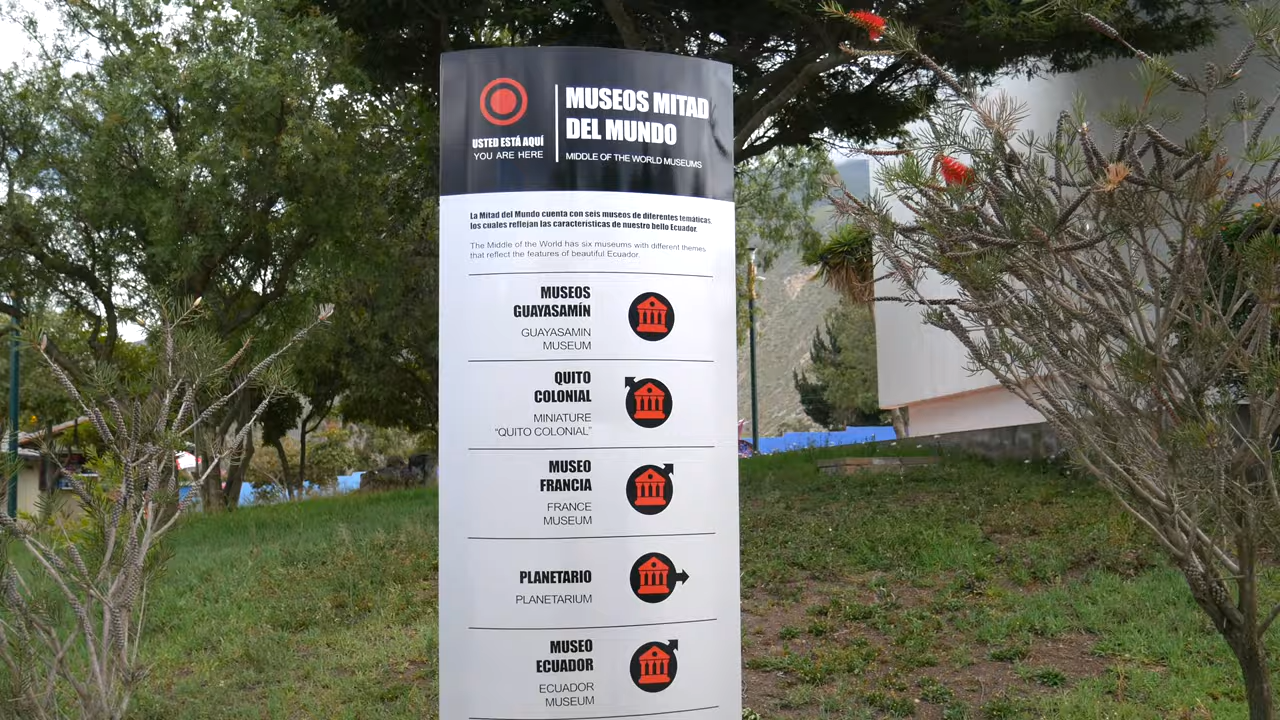 USTED ESTÁ AQUÍ
YOU ARE HERE
MUSEOS MITAD
DEL MUNDO
MIDDLE OF THE WORLD MUSEUMS
La Mitad del Mundo cuenta con seis museos de diferentes temáticas,
los cuales reflejan las características de nuestro bello Ecuador.
The Middle of the World has six museums with different themes
that reflect the features of beautiful Ecuador.
MUSEOS
GUAYASAMÍN
GUAYASAMIN
MUSEUM
QUITO
COLONIAL
MINIATURE
"QUITO COLONIAL"
MUSEO
FRANCIA
FRANCE
MUSEUM
PLANETARIO
PLANETARIUM
MUSEO
ECUADOR
ECUADOR
MUSEUM